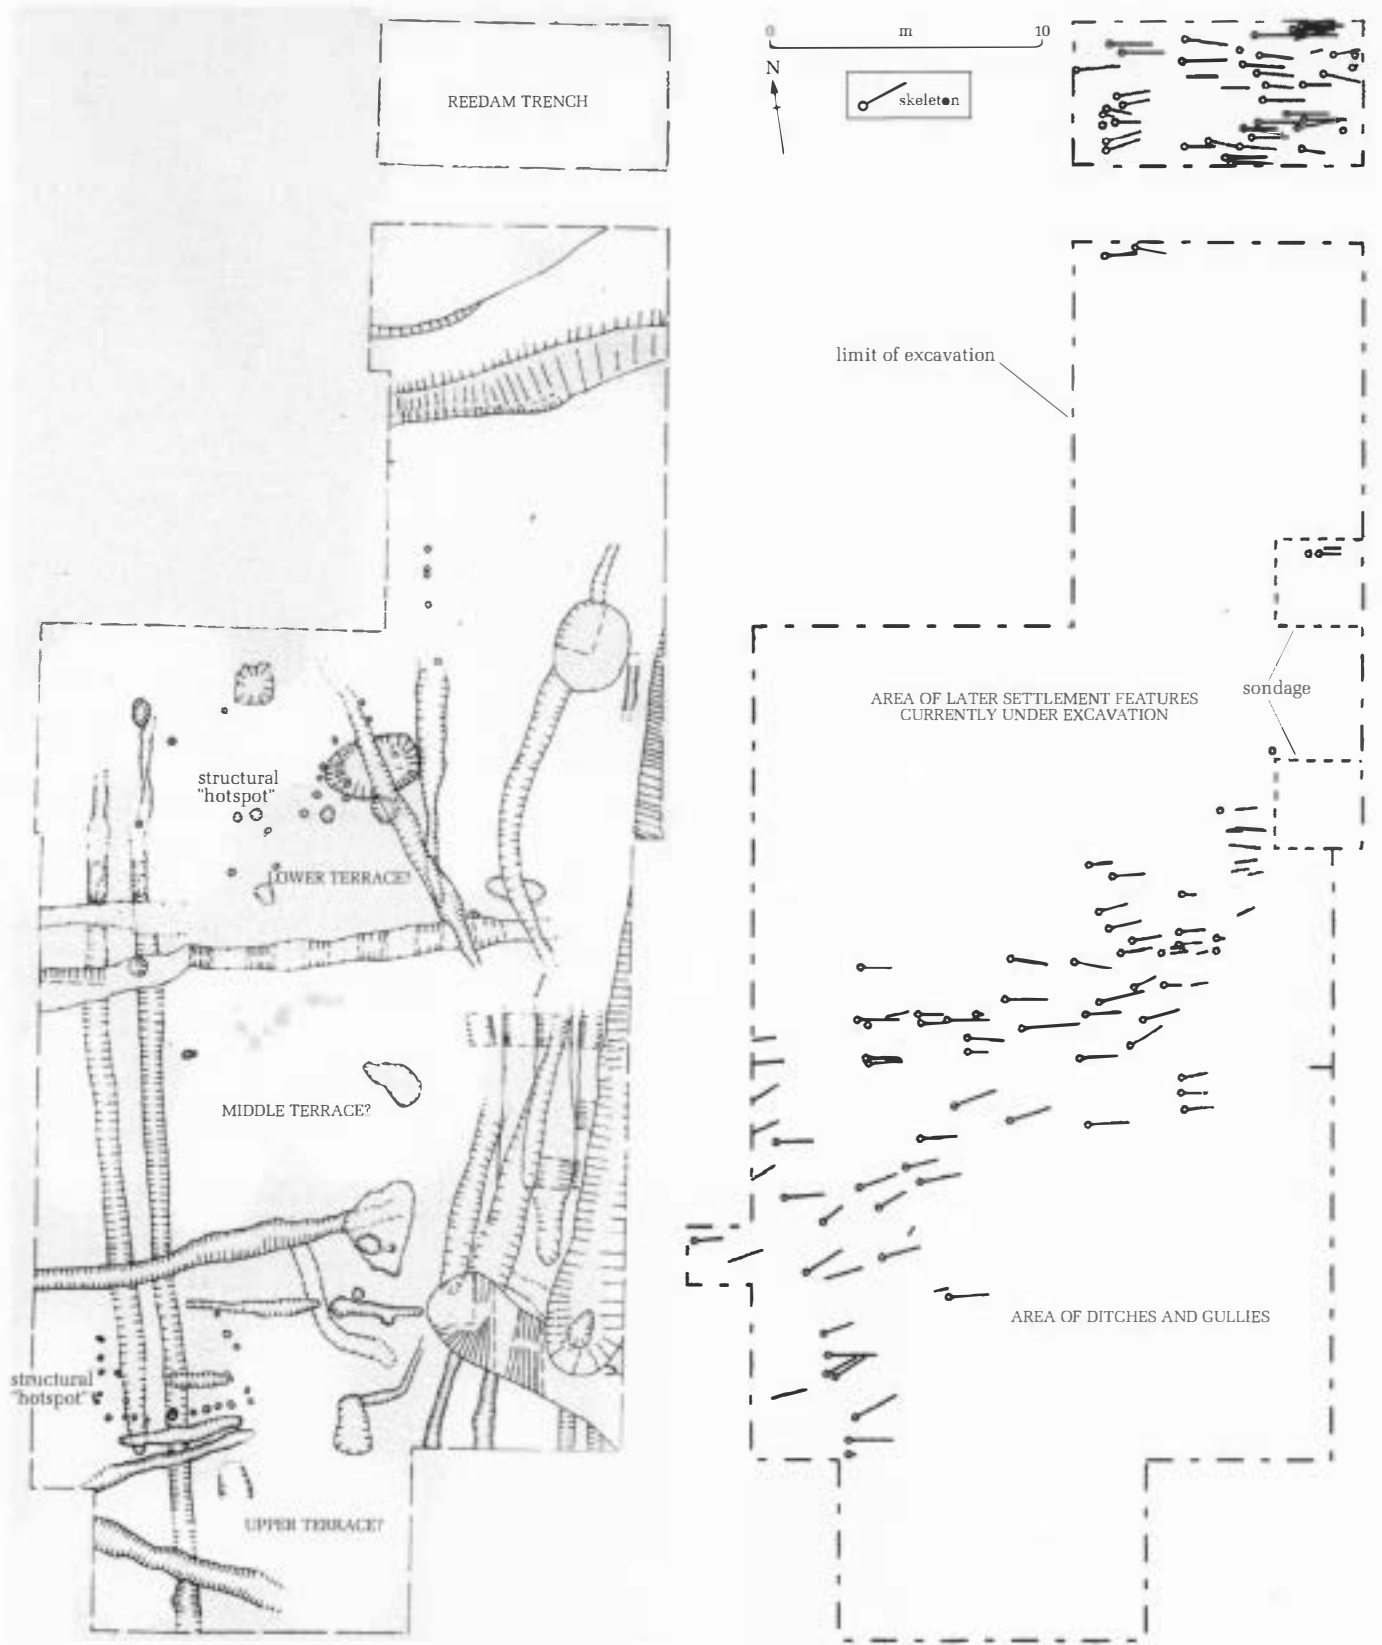 REEDAM TRENCH
0 m 10
N
skeleton
limit of excavation
AREA OF LATER SETTLEMENT FEATURES
CURRENTLY UNDER EXCAVATION
sondage
structural
"hotspot"
LOWER TERRACE?
MIDDLE TERRACE?
AREA OF DITCHES AND GULLIES
structural
"hotspot"
UPPER TERRACE?